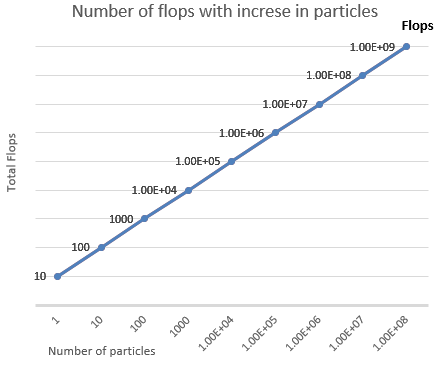 Number of flops with increse in particles
Flops
1.00E+09
1.00E+08
1.00E+07
1.00E+06
1.00E+05
1.00E+04
1000
100
10
Total Flops
1
10
100
1000
1.00E+04
1.00E+05
1.00E+06
1.00E+07
1.00E+08
Number of particles